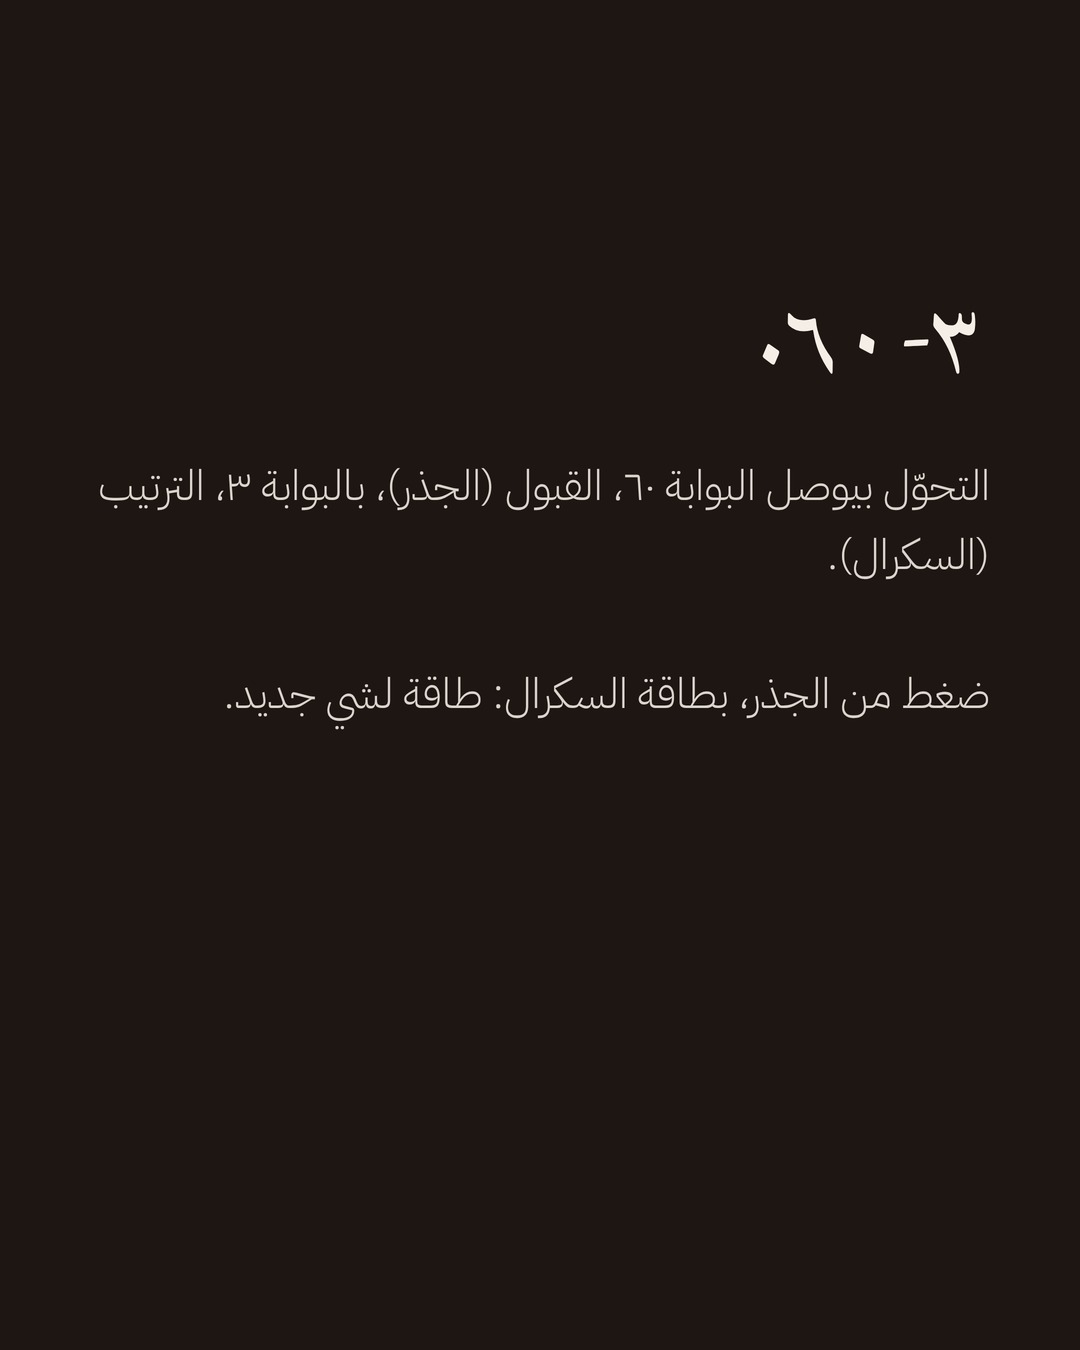 ٣-٦٠.
التحوّل بيوصل البوابة ٦٠، القبول (الجذر)، بالبوابة ٣، الترتيب
(السكرال).
ضغط من الجذر، بطاقة السكرال: طاقة لشي جديد.